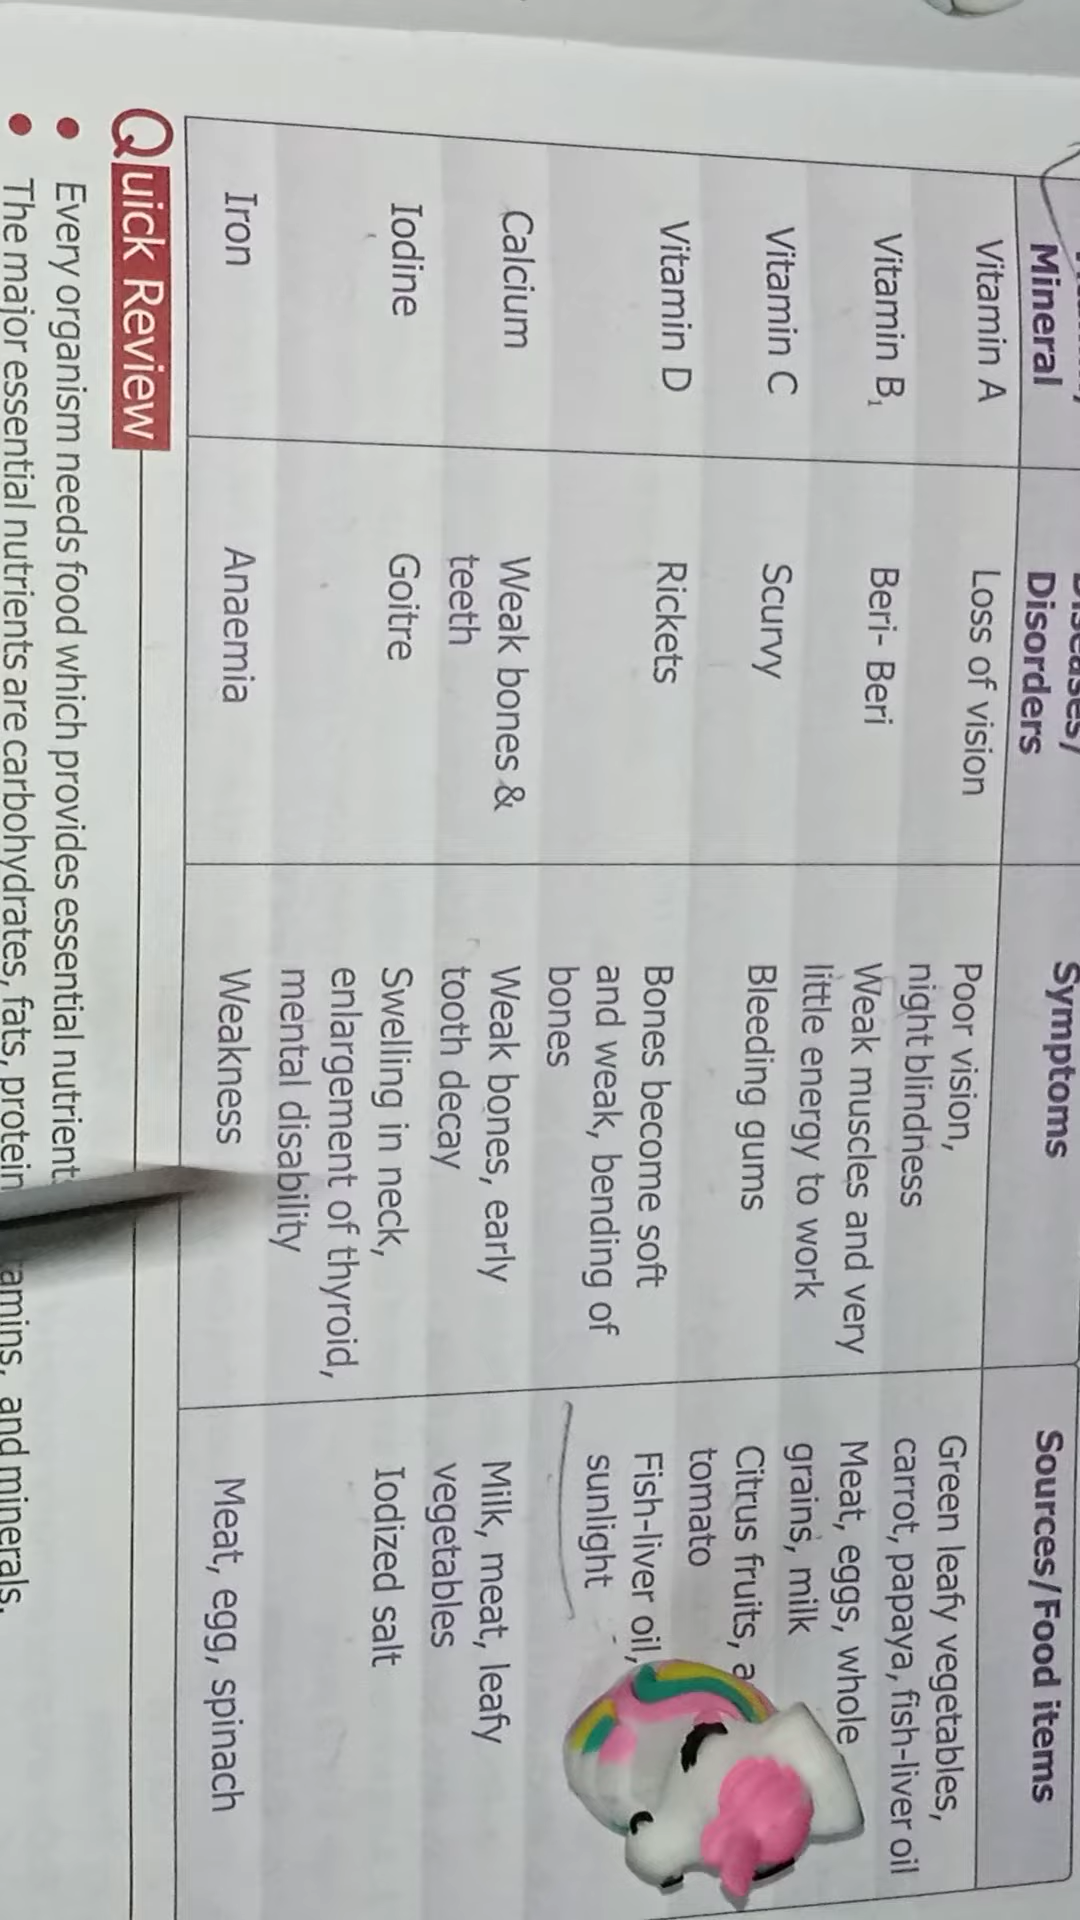 Mineral
Disorders
Symptoms
Sources/Food items
Vitamin A
Loss of vision
Poor vision,
night blindness
Green leafy vegetables,
carrot, papaya, fish-liver oil
Vitamin B₁
Beri- Beri
Weak muscles and very
little energy to work
Meat, eggs, whole
grains, milk
Vitamin C
Scurvy
Bleeding gums
Citrus fruits,
tomato
Vitamin D
Rickets
Bones become soft
and weak, bending of
bones
Fish-liver oil,
sunlight
Calcium
Weak bones &
teeth
Weak bones, early
tooth decay
Milk, meat, leafy
vegetables
Iodine
Goitre
Swelling in neck,
enlargement of thyroid,
mental disability
Iodized salt
Iron
Anaemia
Weakness
Meat, egg, spinach
Quick Review
• Every organism needs food which provides essential
• The major essential nutrients are carbohydrates, fats, and minerals.